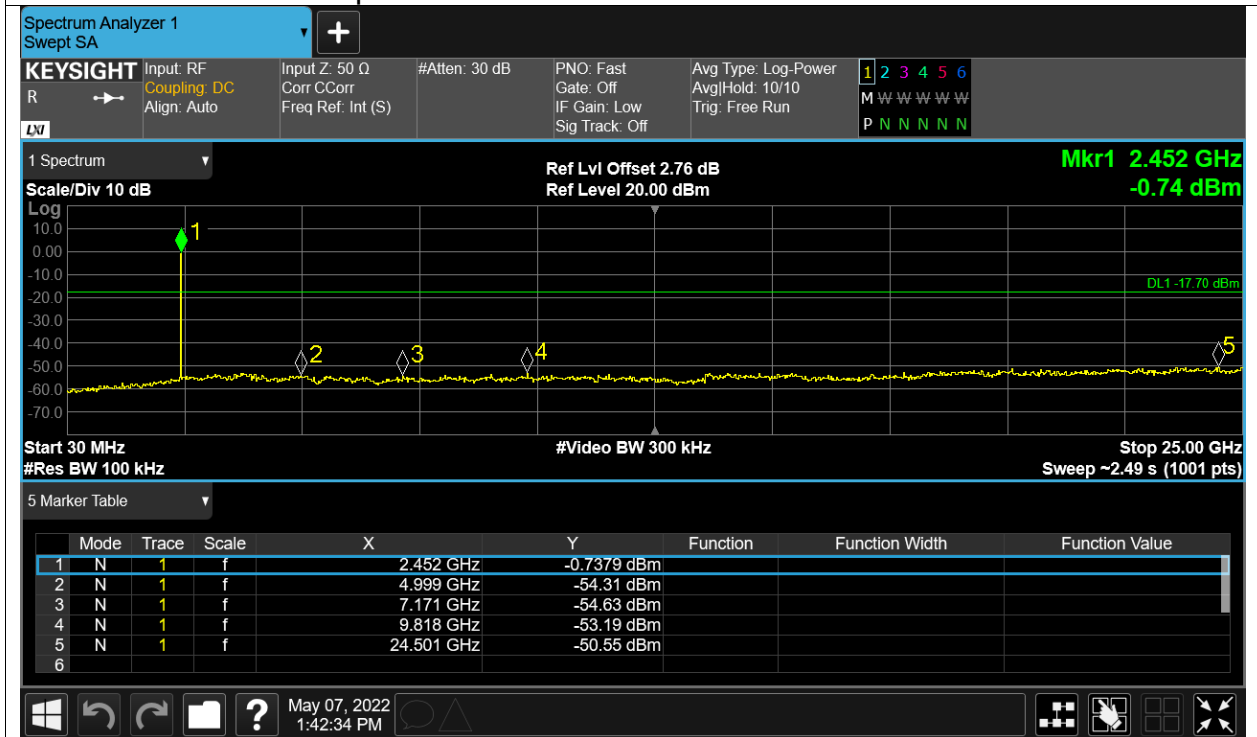 Spectrum Analyzer 1
Swept SA
+
KEYSIGHT Input: RF Input Z: 50 Ω #Atten: 30 dB PNO: Fast Avg Type: Log-Power 1 2 3 4 5 6
R Coupling: DC Corr CCorr Gate: Off Avg|Hold: 10/10 M W W W W W
Align: Auto Freq Ref: Int (S) IF Gain: Low Trig: Free Run P N N N N N
LXI Sig Track: Off
1 Spectrum Ref Lvl Offset 2.76 dB Mkr1 2.452 GHz
Scale/Div 10 dB Ref Level 20.00 dBm -0.74 dBm
Log
10.0 1
0.00
-10.0
DL1 -17.70 dBm
-20.0
-30.0
-40.0
2 3 4 5
-50.0
-60.0
-70.0
Start 30 MHz #Video BW 300 kHz Stop 25.00 GHz
#Res BW 100 kHz Sweep ~2.49 s (1001 pts)
5 Marker Table
Mode Trace Scale X Y Function Function Width Function Value
1 N 1 f 2.452 GHz -0.7379 dBm
2 N 1 f 4.999 GHz -54.31 dBm
3 N 1 f 7.171 GHz -54.63 dBm
4 N 1 f 9.818 GHz -53.19 dBm
5 N 1 f 24.501 GHz -50.55 dBm
6
? May 07, 2022
1:42:34 PM